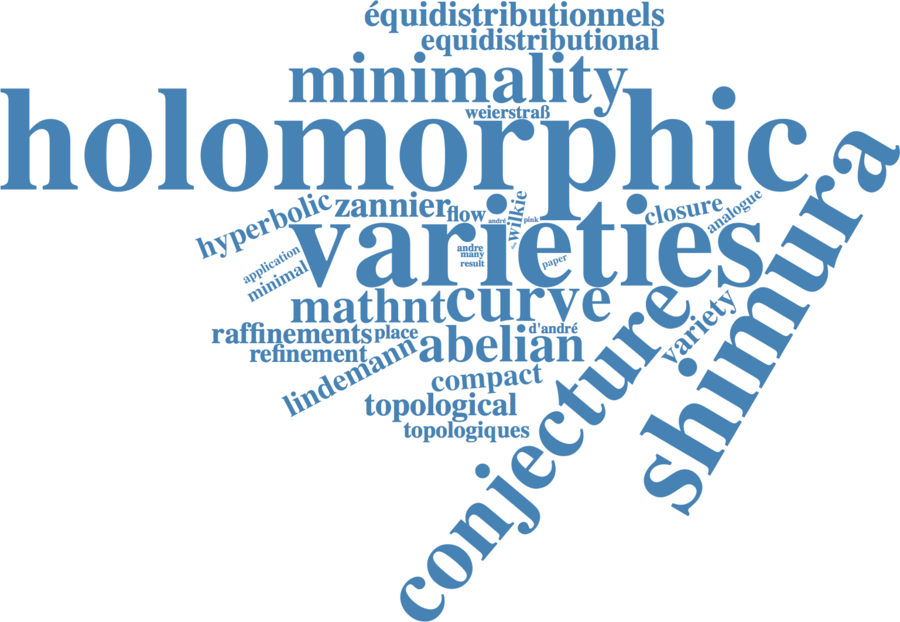 équidistributionnels
equidistributional
minimality
weierstraß
holomorphic
shimura
hyperbolic
zannier
flow
andré
wilkie
pink
closure
analogue
varieties
application
minimal
andre
many
result
paper
mathnt
curve
variety
raffinements
place
d'andré
refinement
abelian
lindemann
conjecture
compact
topological
topologiques